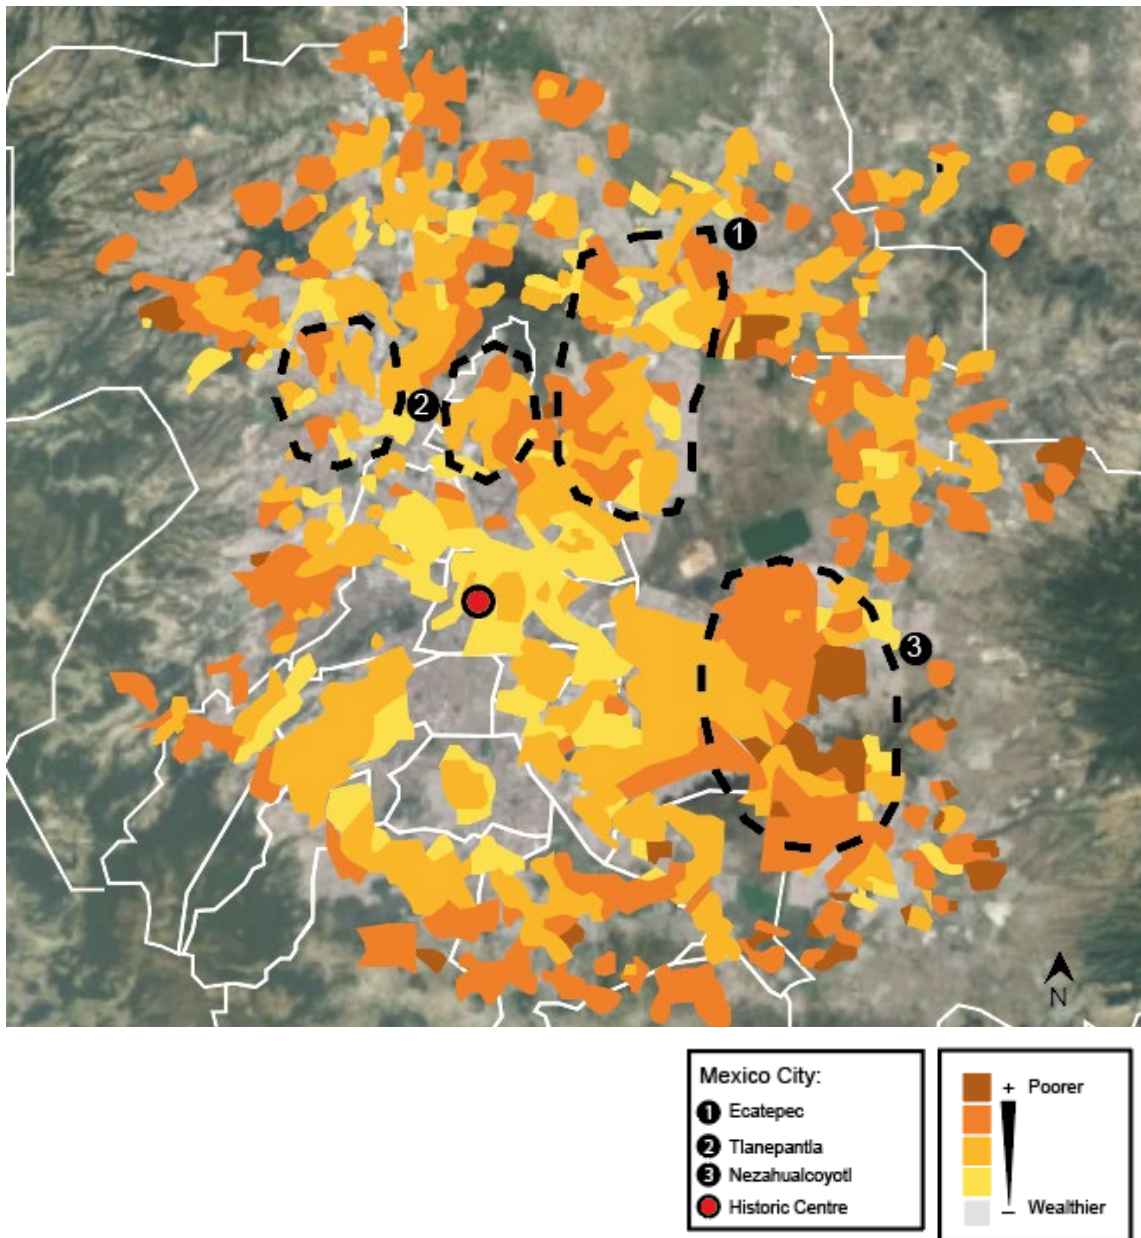 1
2
3
N
Mexico City:
1 Ecatepec
2 Tlanepantla
3 Nezahualcoyotl
Historic Centre
+ Poorer
– Wealthier